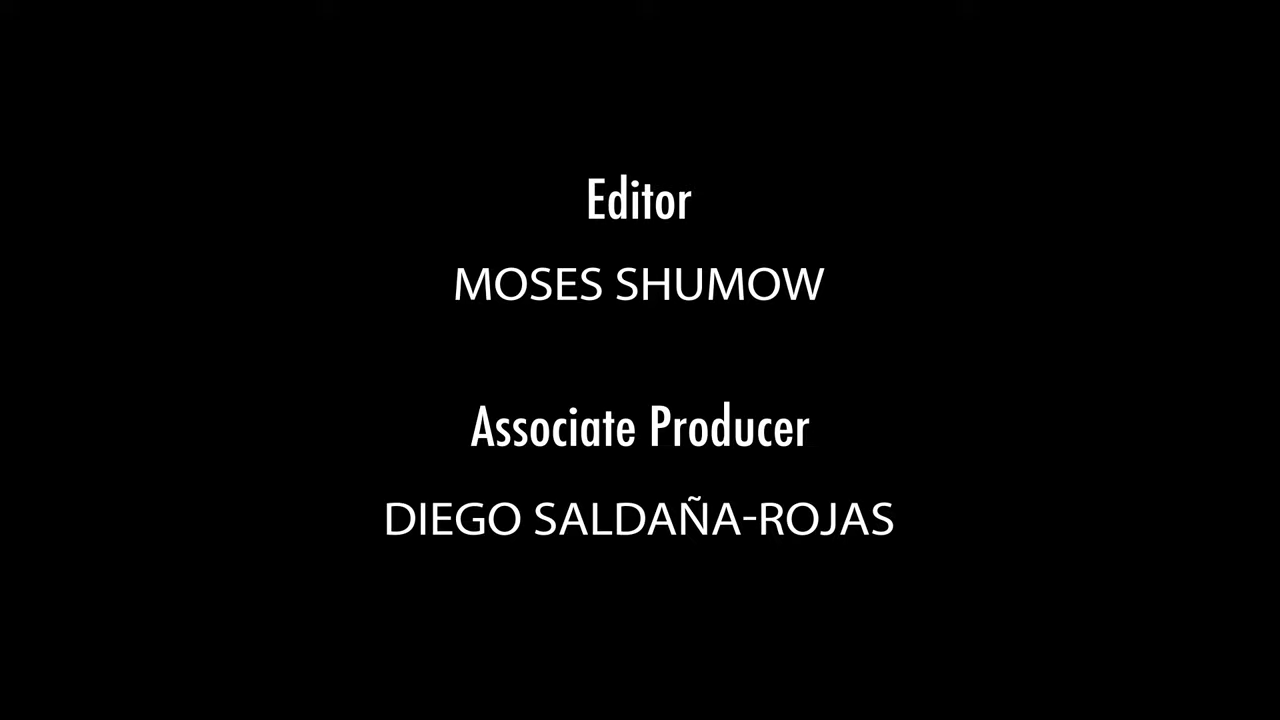 Editor
MOSES SHUMOW
Associate Producer
DIEGO SALDAÑA-ROJAS